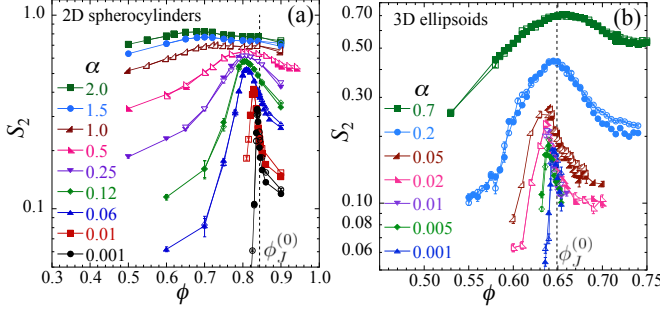 2D spherocylinders (a)
1.0
S₂
0.1
α
2.0
1.5
1.0
0.5
0.25
0.12
0.06
0.01
0.001
ϕ_J^(0)
0.3 0.4 0.5 0.6 0.7 0.8 0.9 1.0
ϕ
3D ellipsoids (b)
0.70
0.50
0.30
S₂
0.10
0.08
0.06
α
0.7
0.2
0.05
0.02
0.01
0.005
0.001
ϕ_J^(0)
0.50 0.55 0.60 0.65 0.70 0.75
ϕ